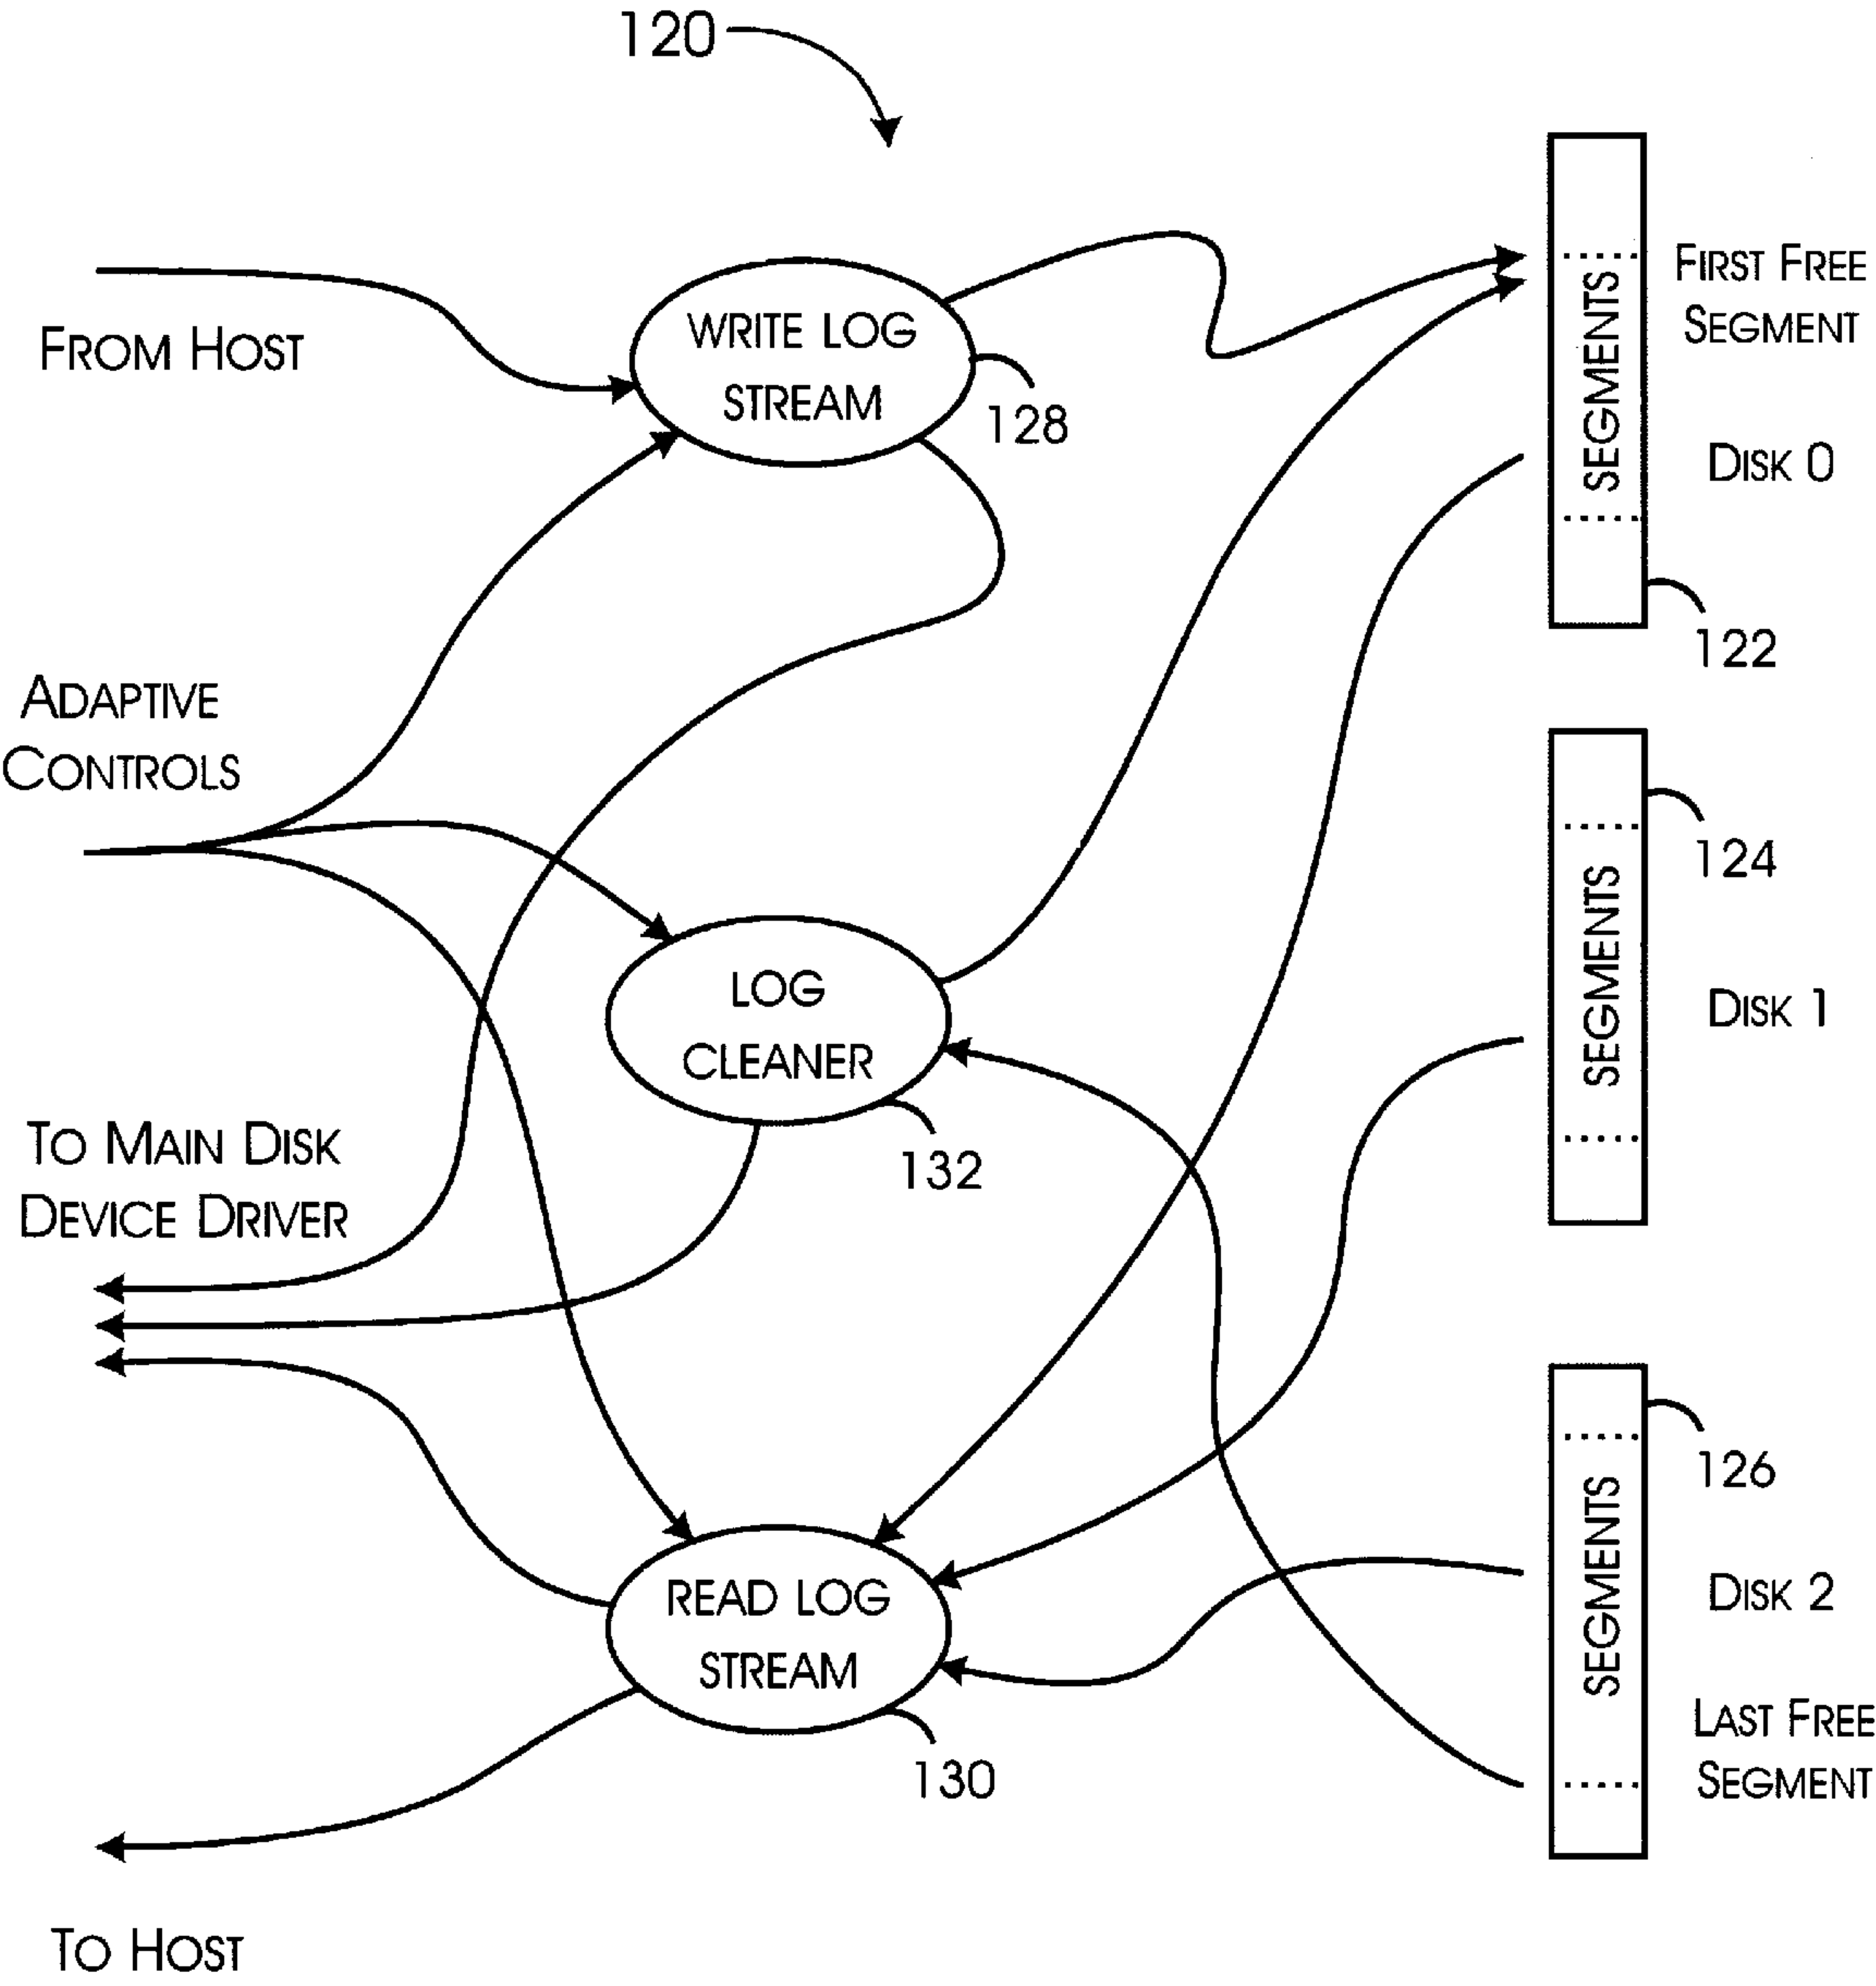 120
FIRST FREE
SEGMENT
SEGMENTS
WRITE LOG
STREAM
FROM HOST
128
DISK 0
122
ADAPTIVE
CONTROLS
124
SEGMENTS
LOG
CLEANER
DISK 1
TO MAIN DISK
DEVICE DRIVER
132
126
SEGMENTS
READ LOG
STREAM
DISK 2
LAST FREE
SEGMENT
130
TO HOST